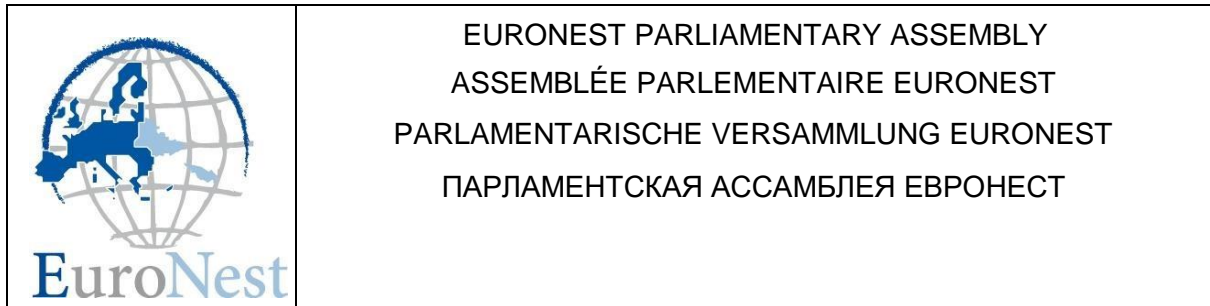 EuroNest
EURONEST PARLIAMENTARY ASSEMBLY
ASSEMBLÉE PARLEMENTAIRE EURONEST
PARLAMENTARISCHE VERSAMMLUNG EURONEST
ПАРЛАМЕНТСКАЯ АССАМБЛЕЯ ЕВРОНЕСТ